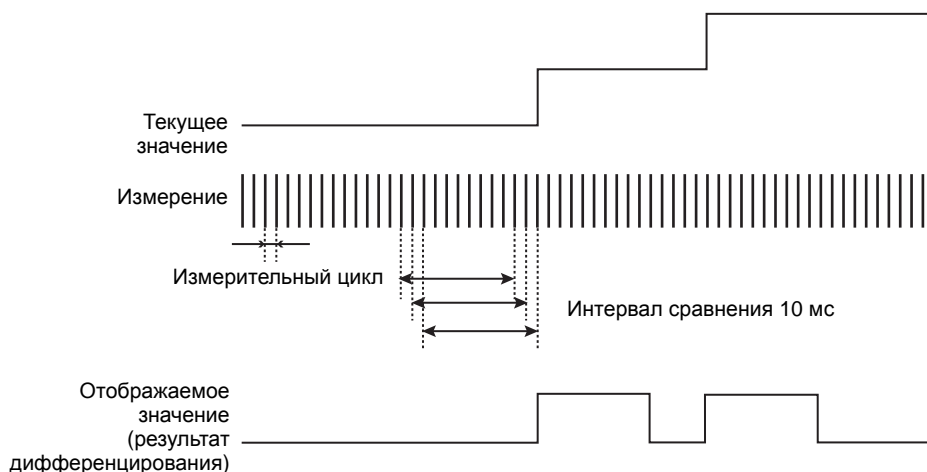 Текущее
значение
Измерение
Измерительный цикл
Интервал сравнения 10 мс
Отображаемое
значение
(результат
дифференцирования)